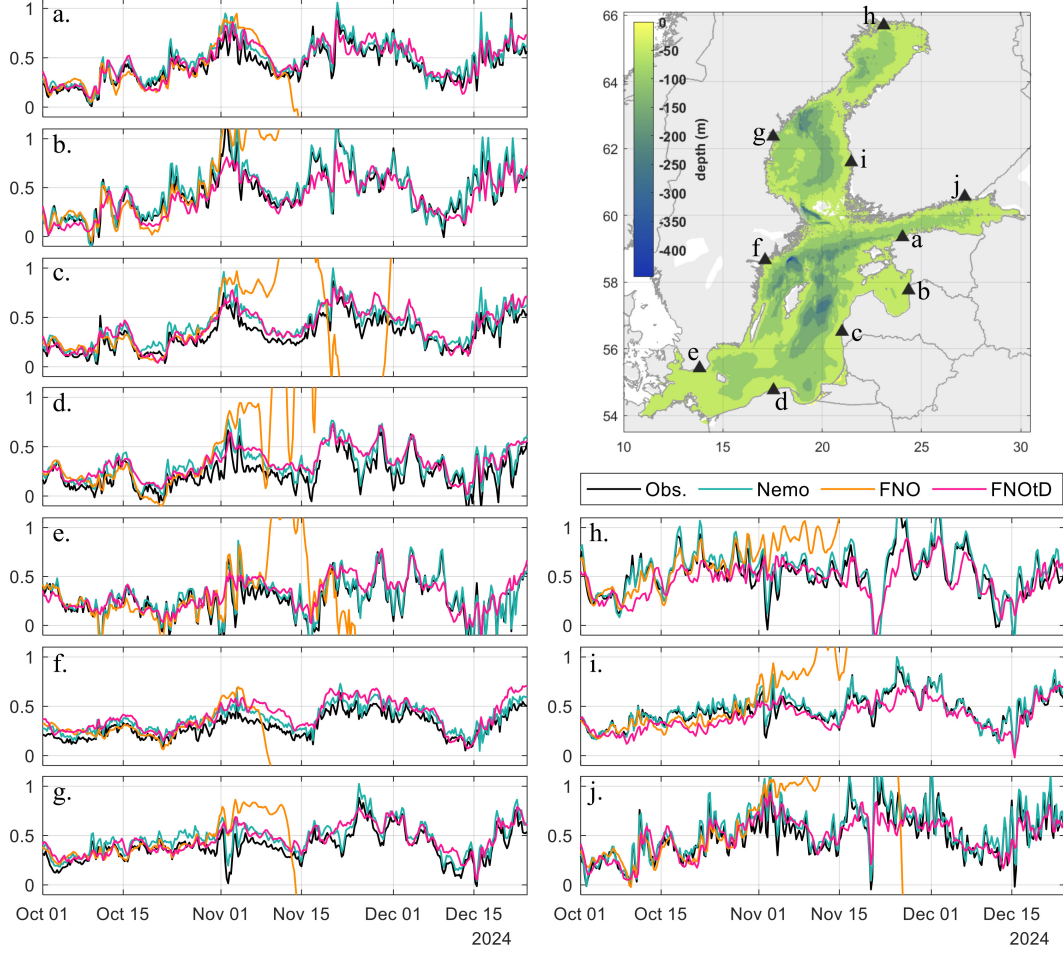 a.
1
0.5
0
b.
1
0.5
0
c.
1
0.5
0
d.
1
0.5
0
e.
1
0.5
0
f.
1
0.5
0
g.
1
0.5
0
Oct 01 Oct 15 Nov 01 Nov 15 Dec 01 Dec 15
2024
66
64
62
60
58
56
54
10 15 20 25 30
0
-50
-100
-150
-200
-250
-300
-350
-400
depth (m)
h
g
i
j
a
f
b
c
e
d
Obs. Nemo FNO FNOtD
h.
1
0.5
0
i.
1
0.5
0
j.
1
0.5
0
Oct 01 Oct 15 Nov 01 Nov 15 Dec 01 Dec 15
2024